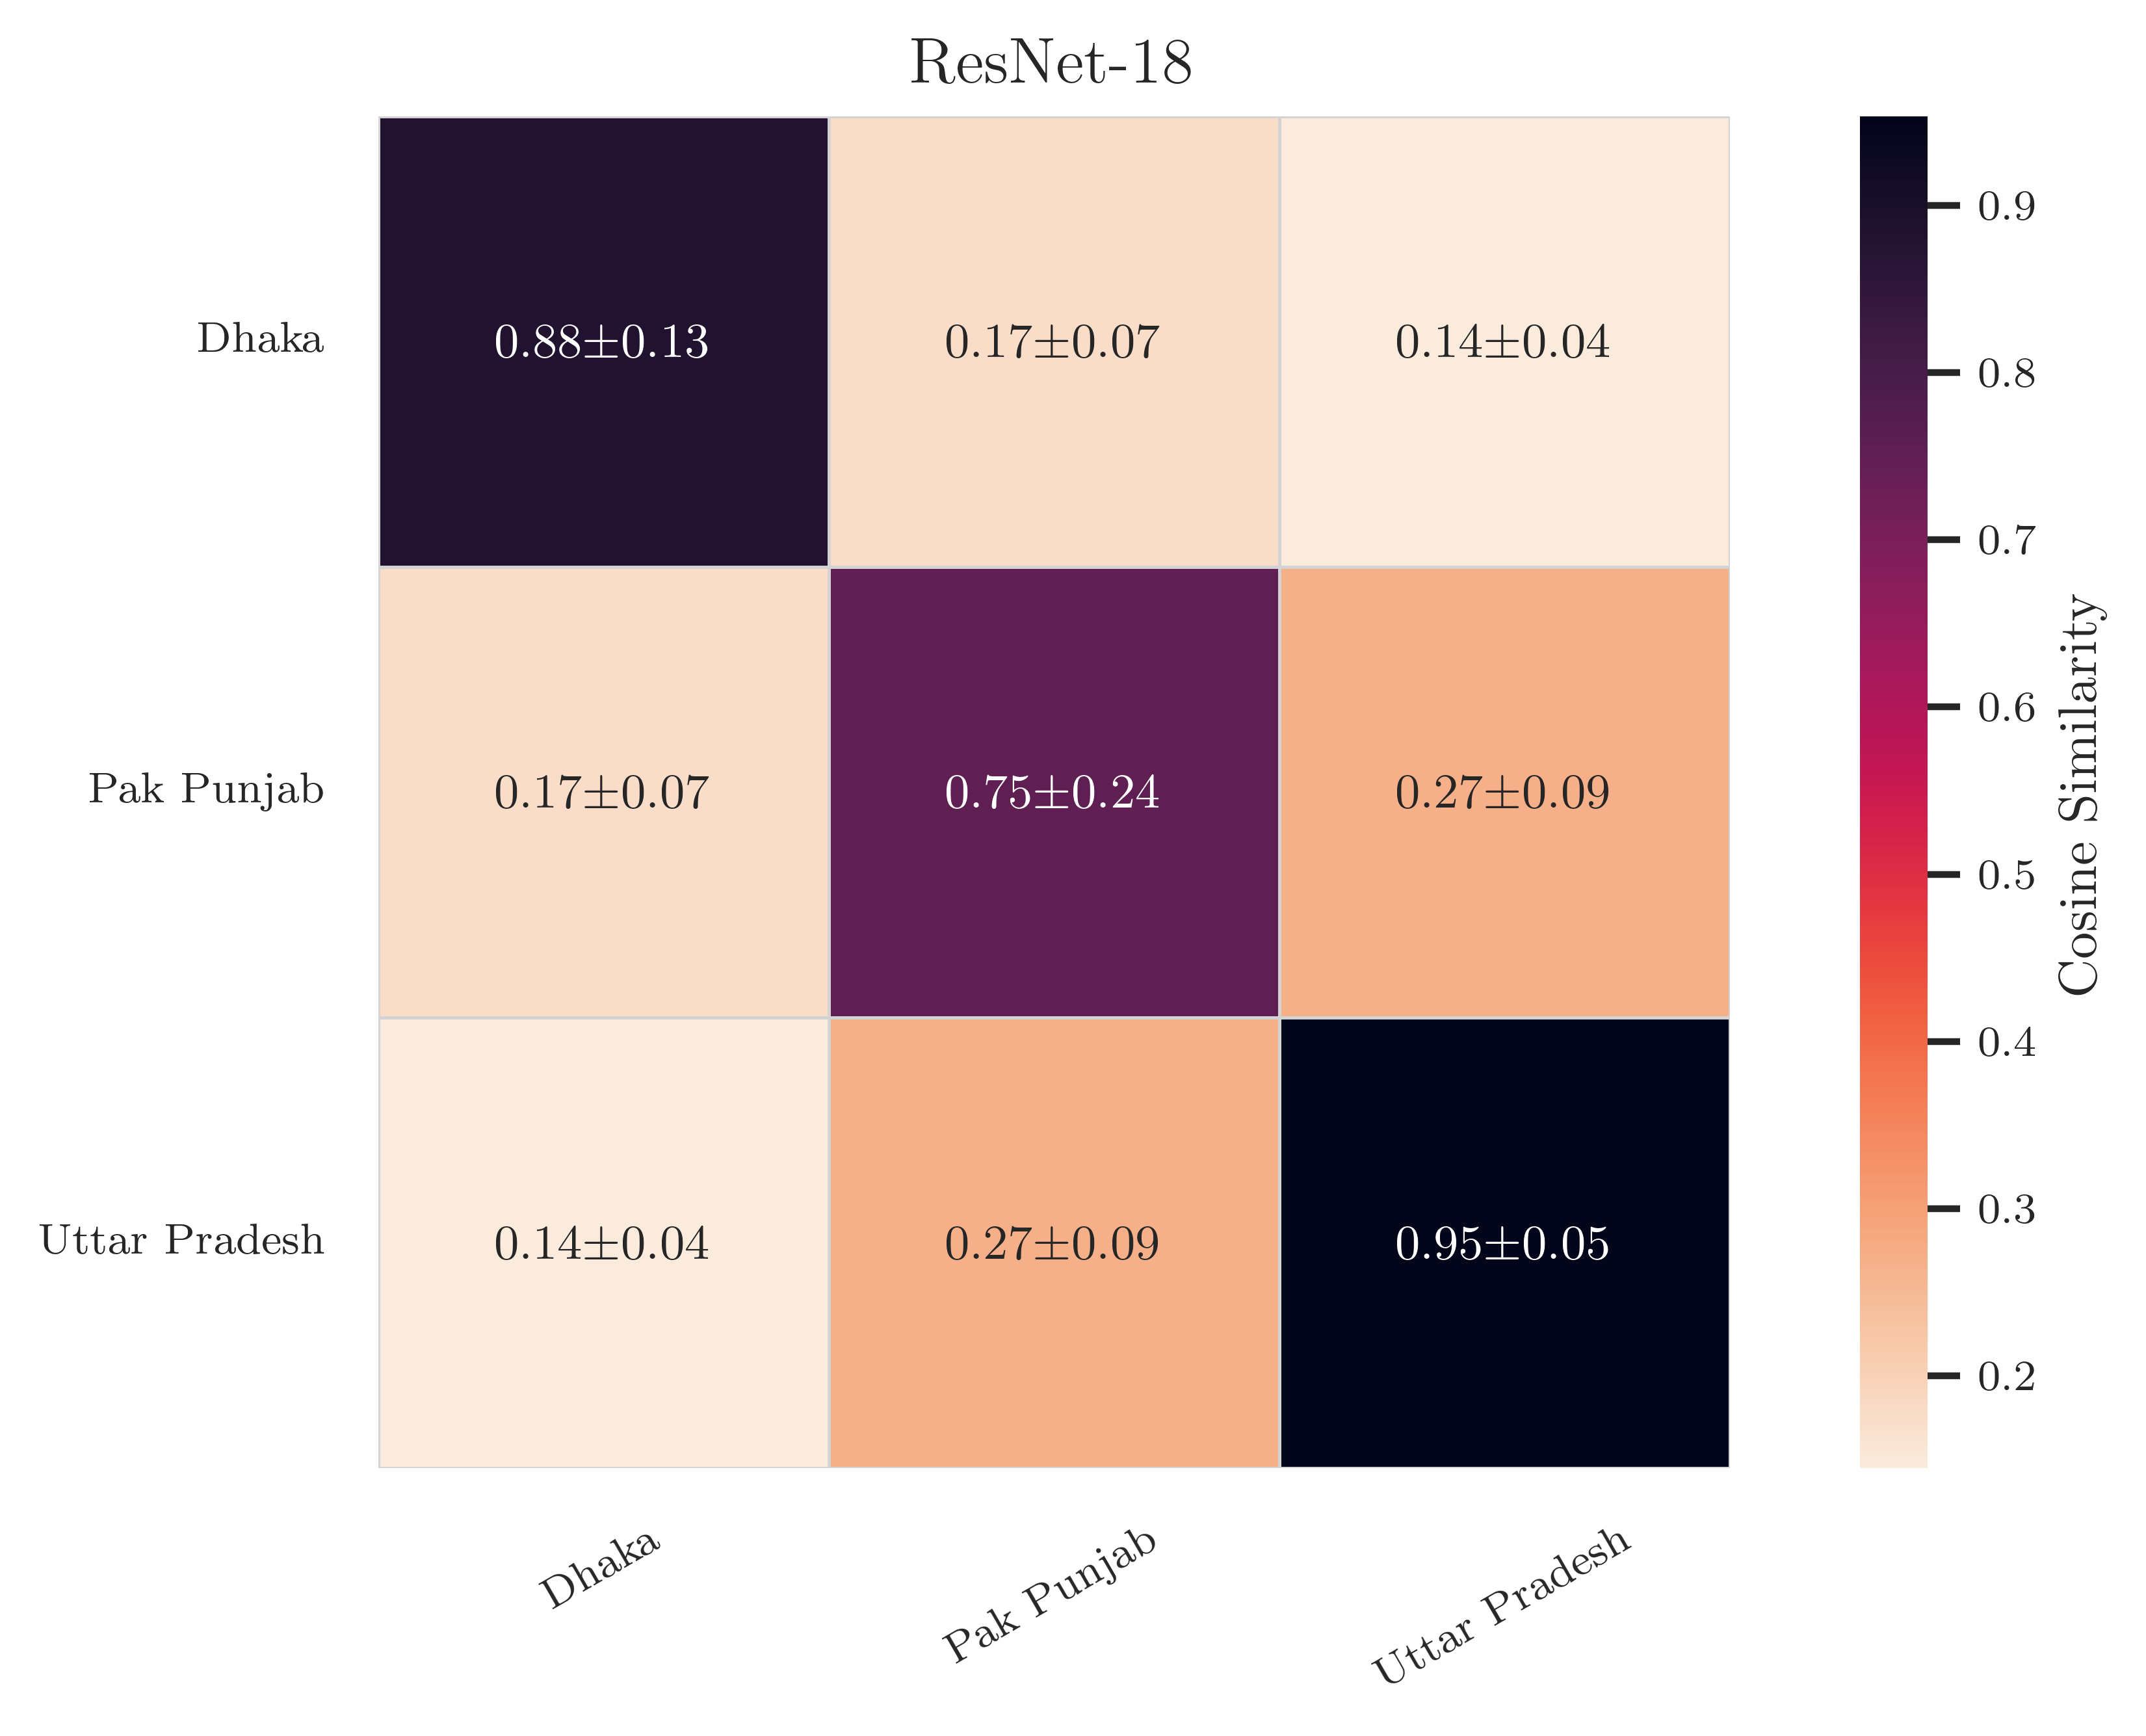 ResNet-18
Dhaka
0.88±0.13
0.17±0.07
0.14±0.04
Pak Punjab
0.17±0.07
0.75±0.24
0.27±0.09
Uttar Pradesh
0.14±0.04
0.27±0.09
0.95±0.05
Dhaka
Pak Punjab
Uttar Pradesh
0.9
0.8
0.7
0.6
0.5
0.4
0.3
0.2
Cosine Similarity